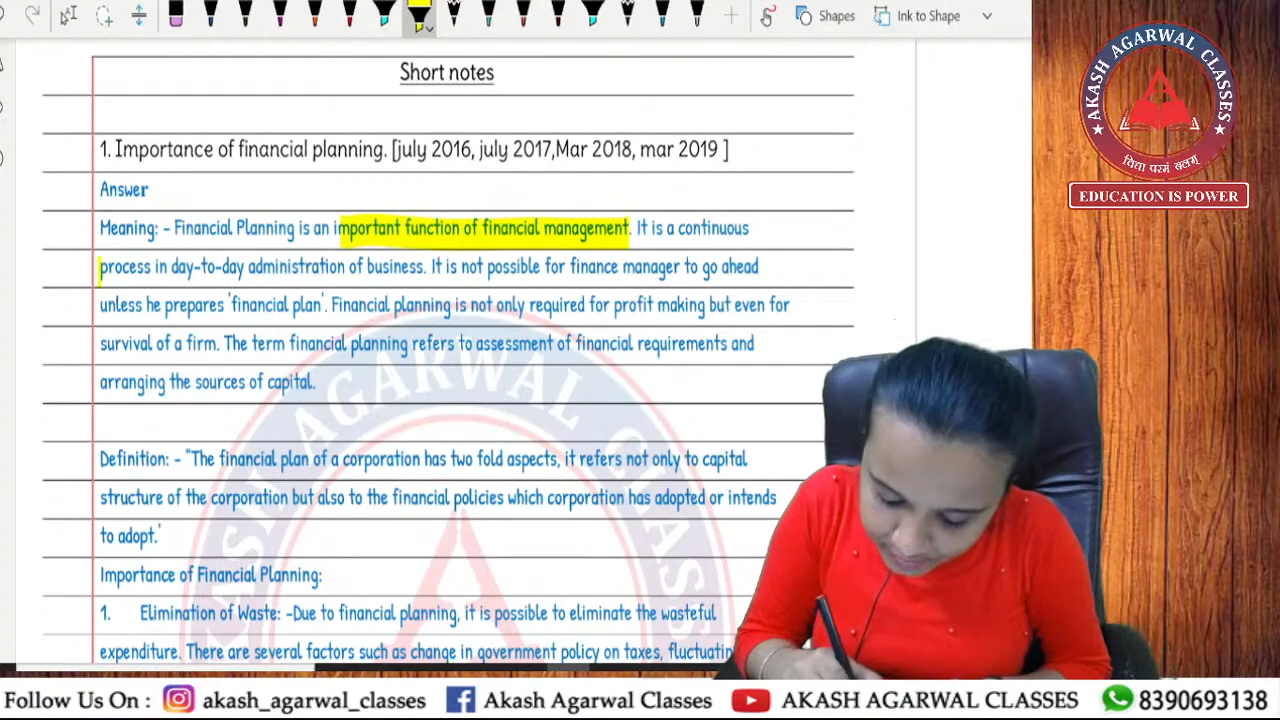 Shapes
Ink to Shape
Short notes
1. Importance of financial planning. [july 2016, july 2017,Mar 2018, mar 2019 ]
Answer
Meaning: - Financial Planning is an important function of financial management. It is a continuous
process in day-to-day administration of business. It is not possible for finance manager to go ahead
unless he prepares 'financial plan'. Financial planning is not only required for profit making but even for
survival of a firm. The term financial planning refers to assessment of financial requirements and
arranging the sources of capital.
Definition: - "The financial plan of a corporation has two fold aspects, it refers not only to capital
structure of the corporation but also to the financial policies which corporation has adopted or intends
to adopt.'
Importance of Financial Planning:
1. Elimination of Waste: -Due to financial planning, it is possible to eliminate the wasteful
expenditure. There are several factors such as change in government policy on taxes, fluctuatin
AKASH AGARWAL CLASSES
AKASH AGARWAL CLASSES
विद्या परमं बलम्
EDUCATION IS POWER
Follow Us On : akash_agarwal_classes Akash Agarwal Classes AKASH AGARWAL CLASSES 8390693138